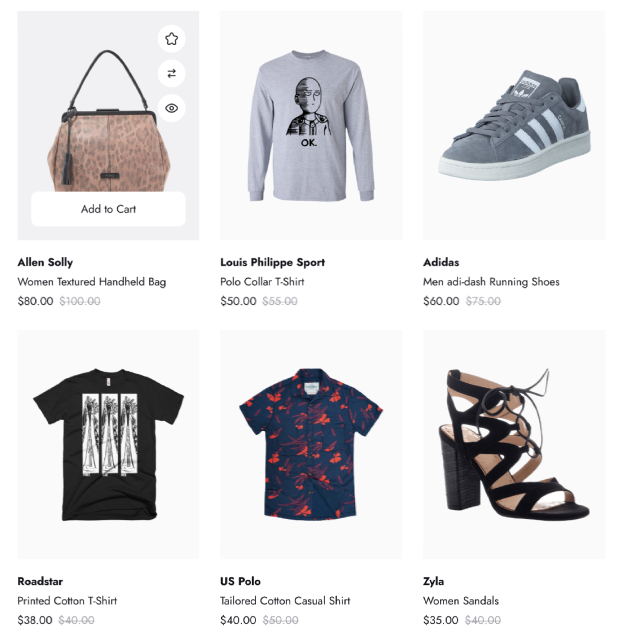 Add to Cart
Allen Solly
Women Textured Handheld Bag
$80.00 $100.00
OK.
Louis Philippe Sport
Polo Collar T-Shirt
$50.00 $55.00
Adidas
Men adi-dash Running Shoes
$60.00 $75.00
Roadstar
Printed Cotton T-Shirt
$38.00 $40.00
US Polo
Tailored Cotton Casual Shirt
$40.00 $50.00
Zyla
Women Sandals
$35.00 $40.00